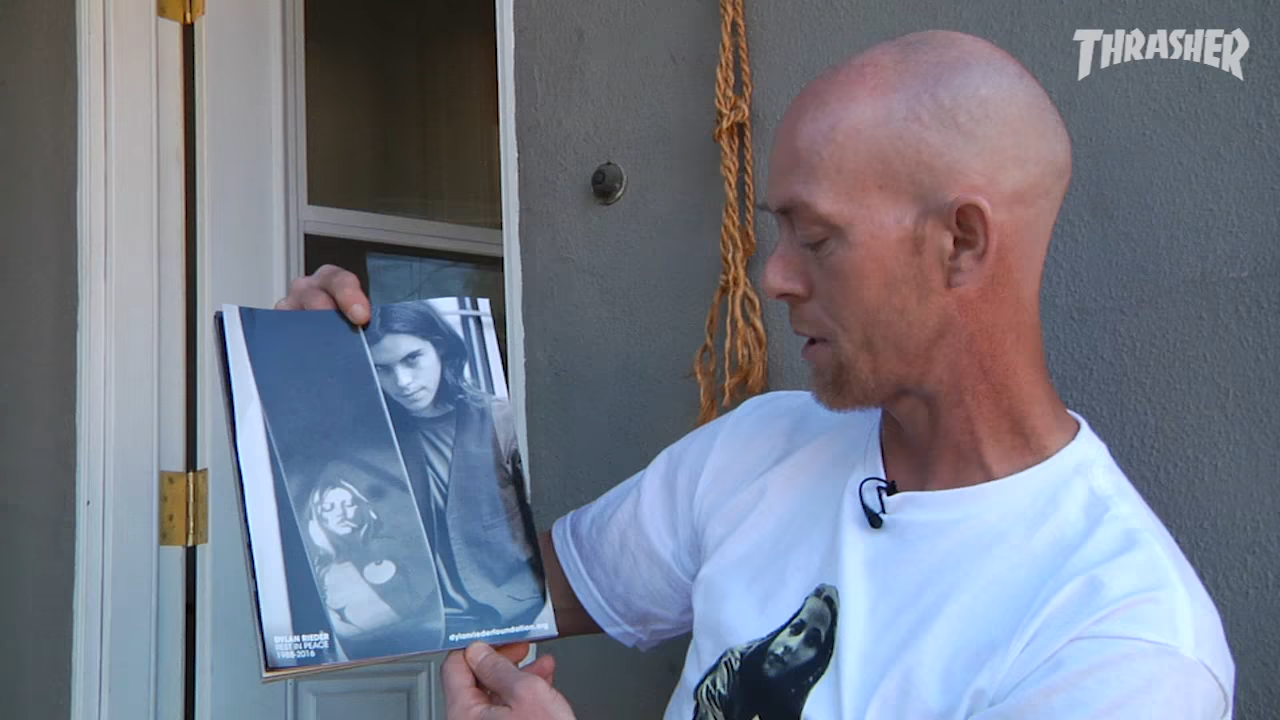 THRASHER
DYLAN RIEDER
REST IN PEACE
1988-2016
dylanriederfoundation.org